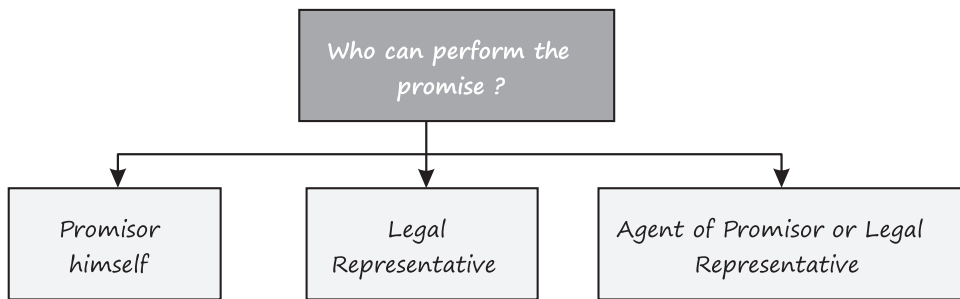 Who can perform the
promise ?
Promisor
himself
Legal
Representative
Agent of Promisor or Legal
Representative